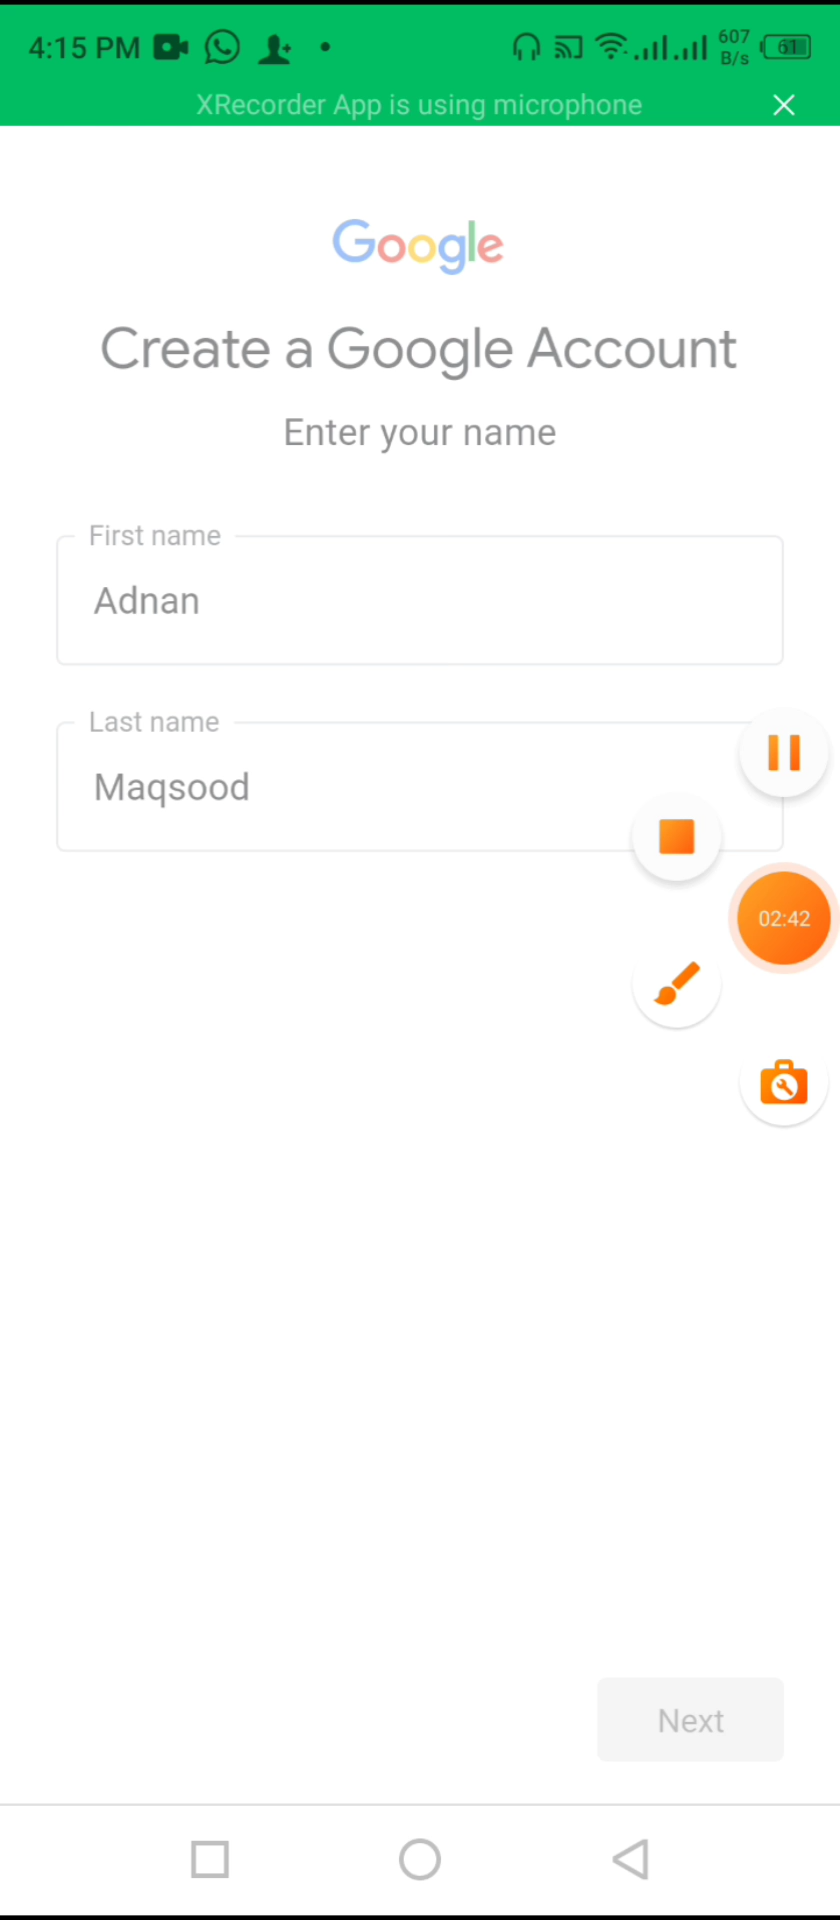 4:15 PM
607 B/s
61
XRecorder App is using microphone
Google
Create a Google Account
Enter your name
First name
Adnan
Last name
Maqsood
02:42
Next